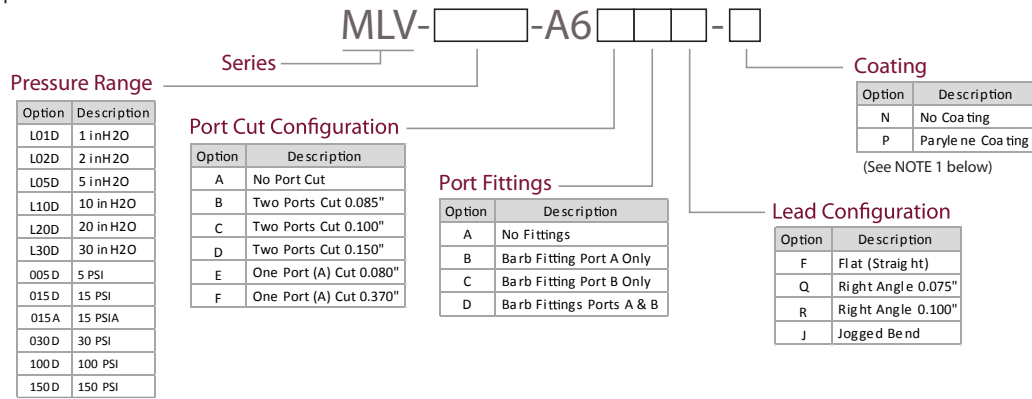 MLV- -A6 -
Series
Pressure Range
Option Description
L01D 1 inH2O
L02D 2 inH2O
L05D 5 inH2O
L10D 10 inH2O
L20D 20 inH2O
L30D 30 inH2O
005D 5 PSI
015D 15 PSI
015A 15 PSIA
030D 30 PSI
100D 100 PSI
150D 150 PSI
Port Cut Configuration
Option Description
A No Port Cut
B Two Ports Cut 0.085"
C Two Ports Cut 0.100"
D Two Ports Cut 0.150"
E One Port (A) Cut 0.080"
F One Port (A) Cut 0.370"
Port Fittings
Option Description
A No Fittings
B Barb Fitting Port A Only
C Barb Fitting Port B Only
D Barb Fittings Ports A & B
Lead Configuration
Option Description
F Flat (Straight)
Q Right Angle 0.075"
R Right Angle 0.100"
J Jogged Bend
Coating
Option Description
N No Coating
P Parylene Coating
(See NOTE 1 below)